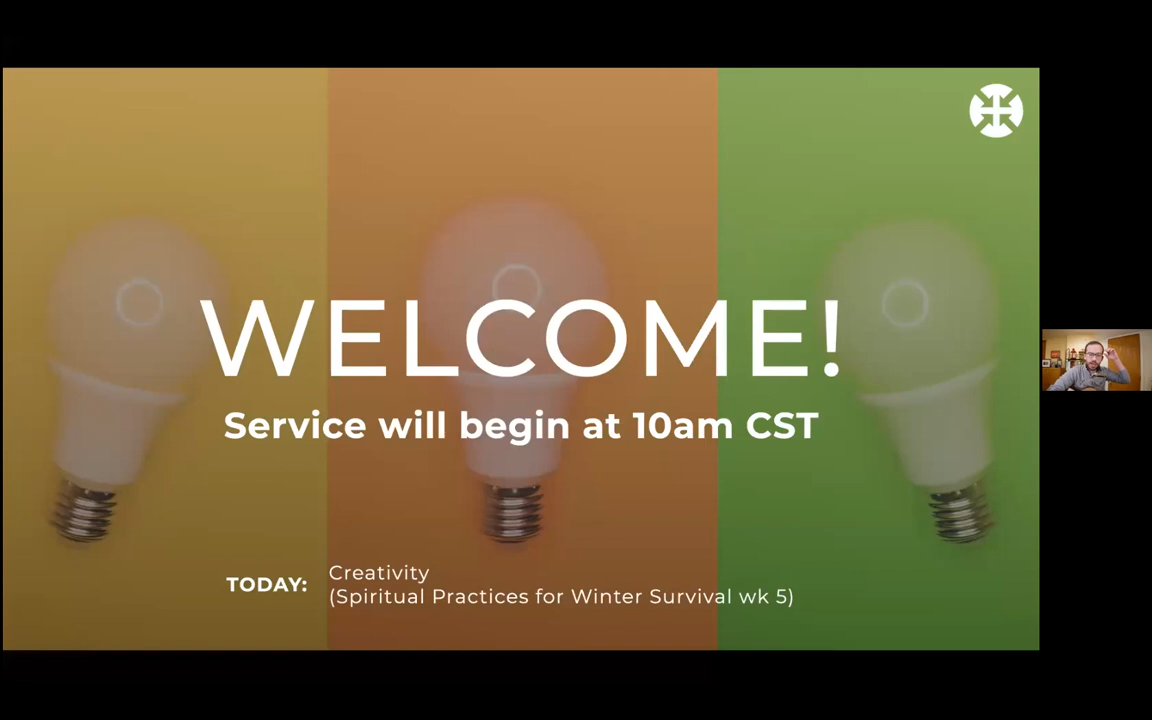 WELCOME!
Service will begin at 10am CST
TODAY:
Creativity
(Spiritual Practices for Winter Survival wk 5)